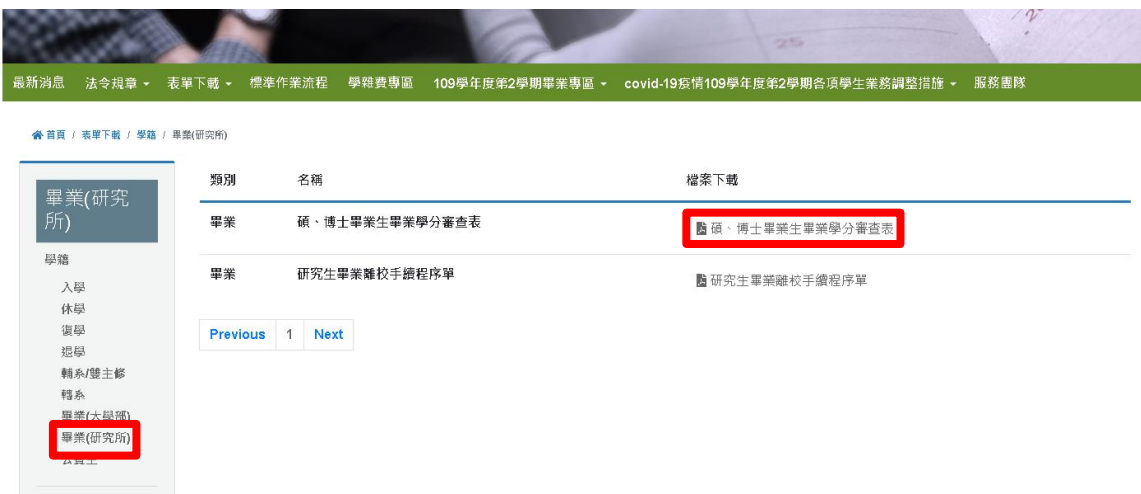 25
最新消息 法令規章 表單下載 標準作業流程 學雜費專區 109學年度第2學期畢業專區 covid-19疫情109學年度第2學期各項學生業務調整措施 服務團隊
首頁 / 表單下載 / 學籍 / 畢業(研究所)
畢業(研究
所)
學籍
入學
休學
復學
退學
輔系/雙主修
轉系
畢業(大學部)
畢業(研究所)
類別 名稱 檔案下載
畢業 碩、博士畢業生畢業學分審查表 碩、博士畢業生畢業學分審查表
畢業 研究生畢業離校手續程序單 研究生畢業離校手續程序單
Previous 1 Next